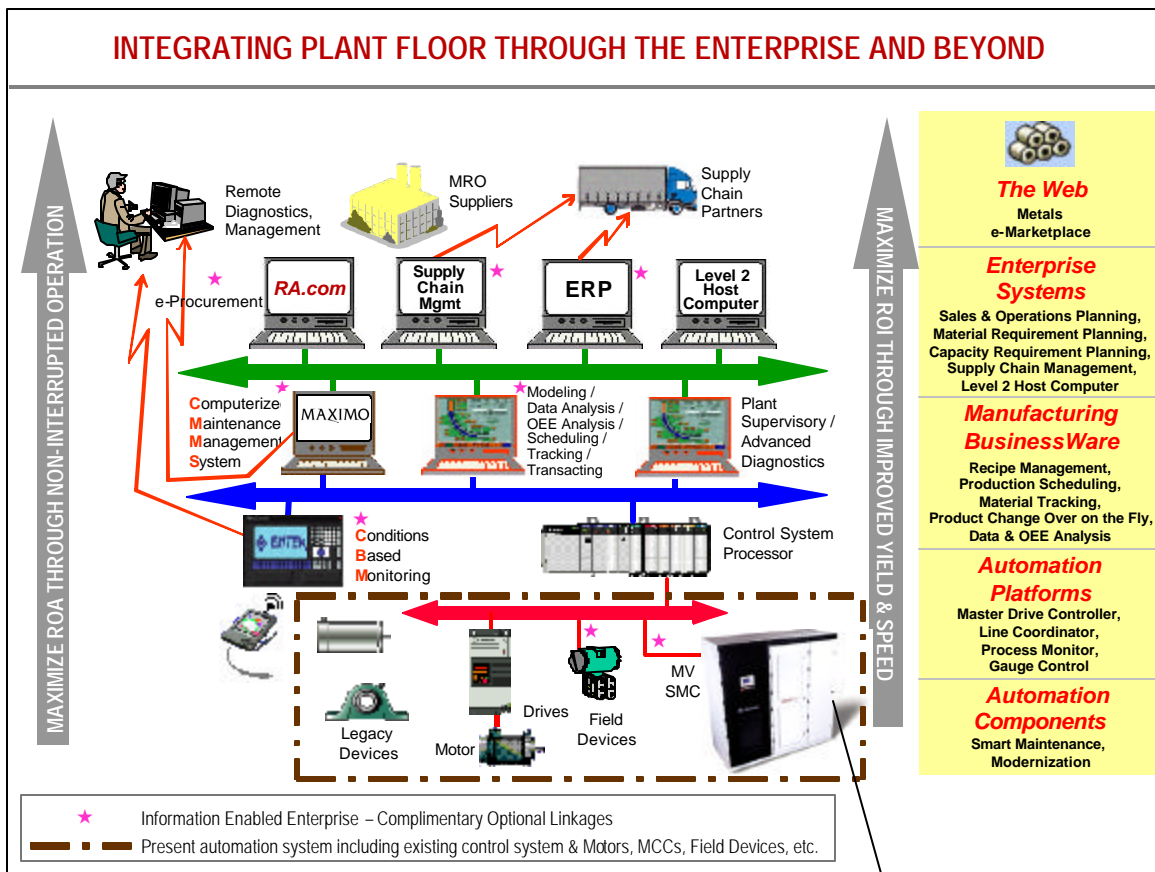 INTEGRATING PLANT FLOOR THROUGH THE ENTERPRISE AND BEYOND
MAXIMIZE ROA THROUGH NON-INTERRUPTED OPERATION
Remote
Diagnostics,
Management
MRO
Suppliers
Supply
Chain
Partners
e-Procurement
RA.com
Supply
Chain
Mgmt
ERP
Level 2
Host
Computer
Computerize
Maintenance
Management
System
MAXIMO
Modeling /
Data Analysis /
OEE Analysis /
Scheduling /
Tracking /
Transacting
Plant
Supervisory /
Advanced
Diagnostics
ENTEK
Conditions
Based
Monitoring
Control System
Processor
Legacy
Devices
Drives
Motor
Field
Devices
MV
SMC
MAXIMIZE ROI THROUGH IMPROVED YIELD & SPEED
The Web
Metals
e-Marketplace
Enterprise
Systems
Sales & Operations Planning,
Material Requirement Planning,
Capacity Requirement Planning,
Supply Chain Management,
Level 2 Host Computer
Manufacturing
BusinessWare
Recipe Management,
Production Scheduling,
Material Tracking,
Product Change Over on the Fly,
Data & OEE Analysis
Automation
Platforms
Master Drive Controller,
Line Coordinator,
Process Monitor,
Gauge Control
Automation
Components
Smart Maintenance,
Modernization
Information Enabled Enterprise – Complimentary Optional Linkages
Present automation system including existing control system & Motors, MCCs, Field Devices, etc.